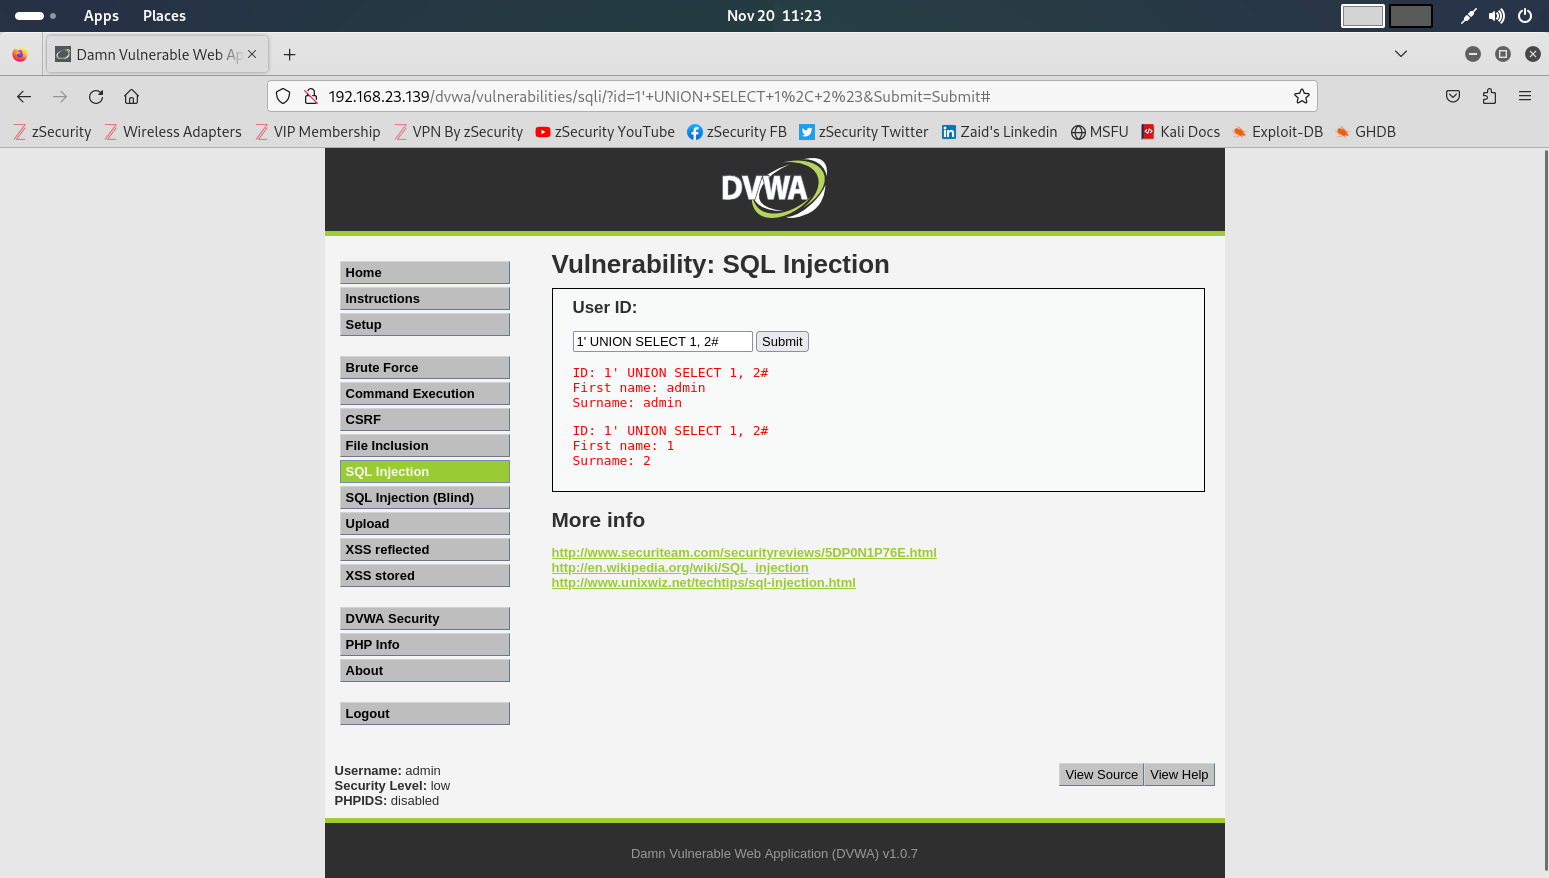 Apps Places Nov 20 11:23
Damn Vulnerable Web Ap
192.168.23.139/dvwa/vulnerabilities/sqli/?id=1'+UNION+SELECT+1%2C+2%23&Submit=Submit#
zSecurity Wireless Adapters VIP Membership VPN By zSecurity zSecurity YouTube zSecurity FB zSecurity Twitter Zaid's Linkedin MSFU Kali Docs Exploit-DB GHDB
DVWA
Home
Instructions
Setup
Brute Force
Command Execution
CSRF
File Inclusion
SQL Injection
SQL Injection (Blind)
Upload
XSS reflected
XSS stored
DVWA Security
PHP Info
About
Logout
Vulnerability: SQL Injection
User ID:
1' UNION SELECT 1, 2# Submit
ID: 1' UNION SELECT 1, 2#
First name: admin
Surname: admin
ID: 1' UNION SELECT 1, 2#
First name: 1
Surname: 2
More info
http://www.securiteam.com/securityreviews/5DP0N1P76E.html
http://en.wikipedia.org/wiki/SQL_injection
http://www.unixwiz.net/techtips/sql-injection.html
Username: admin
Security Level: low
PHPIDS: disabled
View Source View Help
Damn Vulnerable Web Application (DVWA) v1.0.7